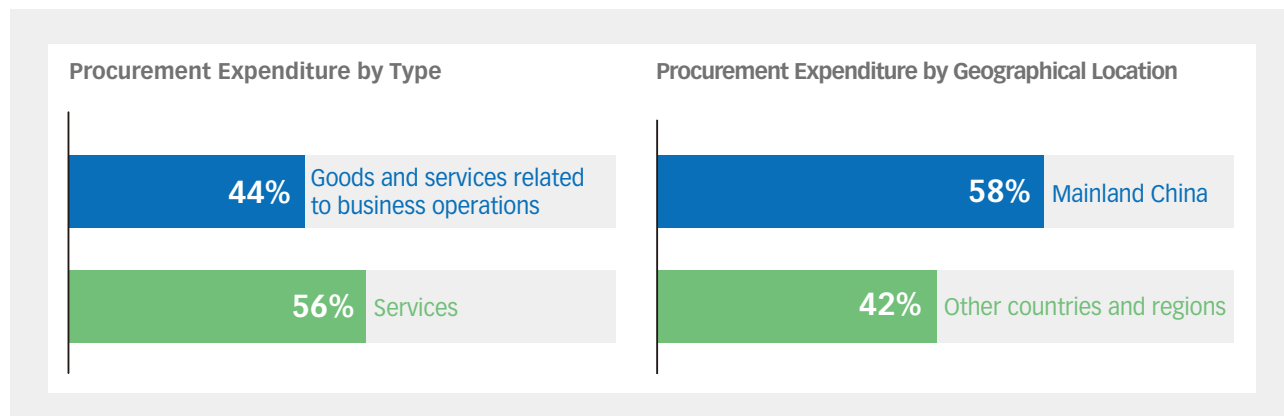 Procurement Expenditure by Type
44%
Goods and services related
to business operations
56%
Services
Procurement Expenditure by Geographical Location
58%
Mainland China
42%
Other countries and regions